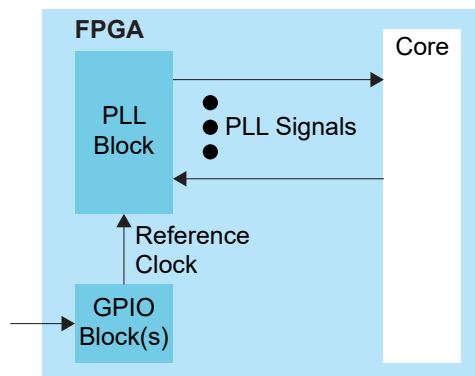 FPGA
Core
PLL
Block
PLL Signals
Reference
Clock
GPIO
Block(s)